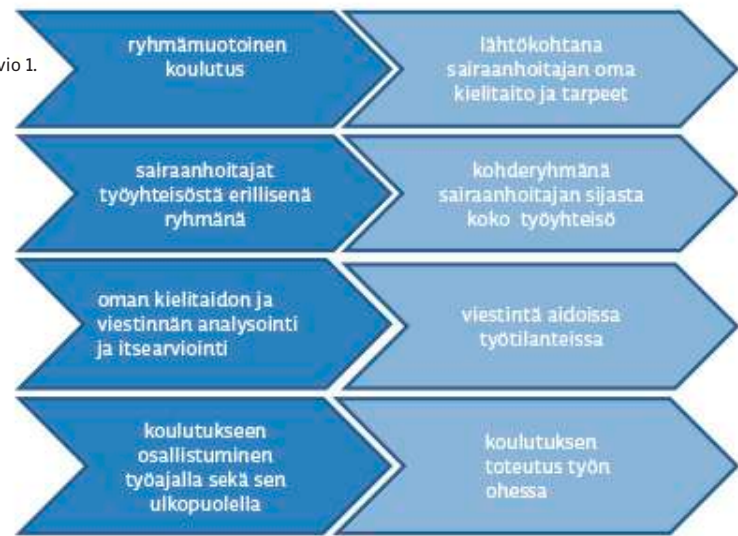 vio 1.
ryhmämuotoinen
koulutus
lähtökohtana
sairaanhoitajan oma
kielitaito ja tarpeet
sairaanhoitajat
työyhteisöstä erillisenä
ryhmänä
kohderyhmänä
sairaanhoitajan sijasta
koko työyhteisö
oman kielitaidon ja
viestinnän analysointi
ja itsearviointi
viestintä aidoissa
työtilanteissa
koulutukseen
osallistuminen
työajalla sekä sen
ulkopuolella
koulutuksen
toteutus työn
ohessa